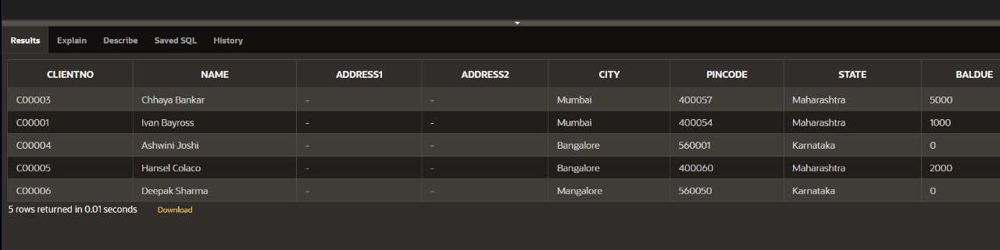 Results Explain Describe Saved SQL History
CLIENTNO NAME ADDRESS1 ADDRESS2 CITY PINCODE STATE BALDUE
C00003 Chhaya Bankar - - Mumbai 400057 Maharashtra 5000
C00001 Ivan Bayross - - Mumbai 400054 Maharashtra 1000
C00004 Ashwini Joshi - - Bangalore 560001 Karnataka 0
C00005 Hansel Colaco - - Bangalore 400060 Maharashtra 2000
C00006 Deepak Sharma - - Mangalore 560050 Karnataka 0
5 rows returned in 0.01 seconds Download